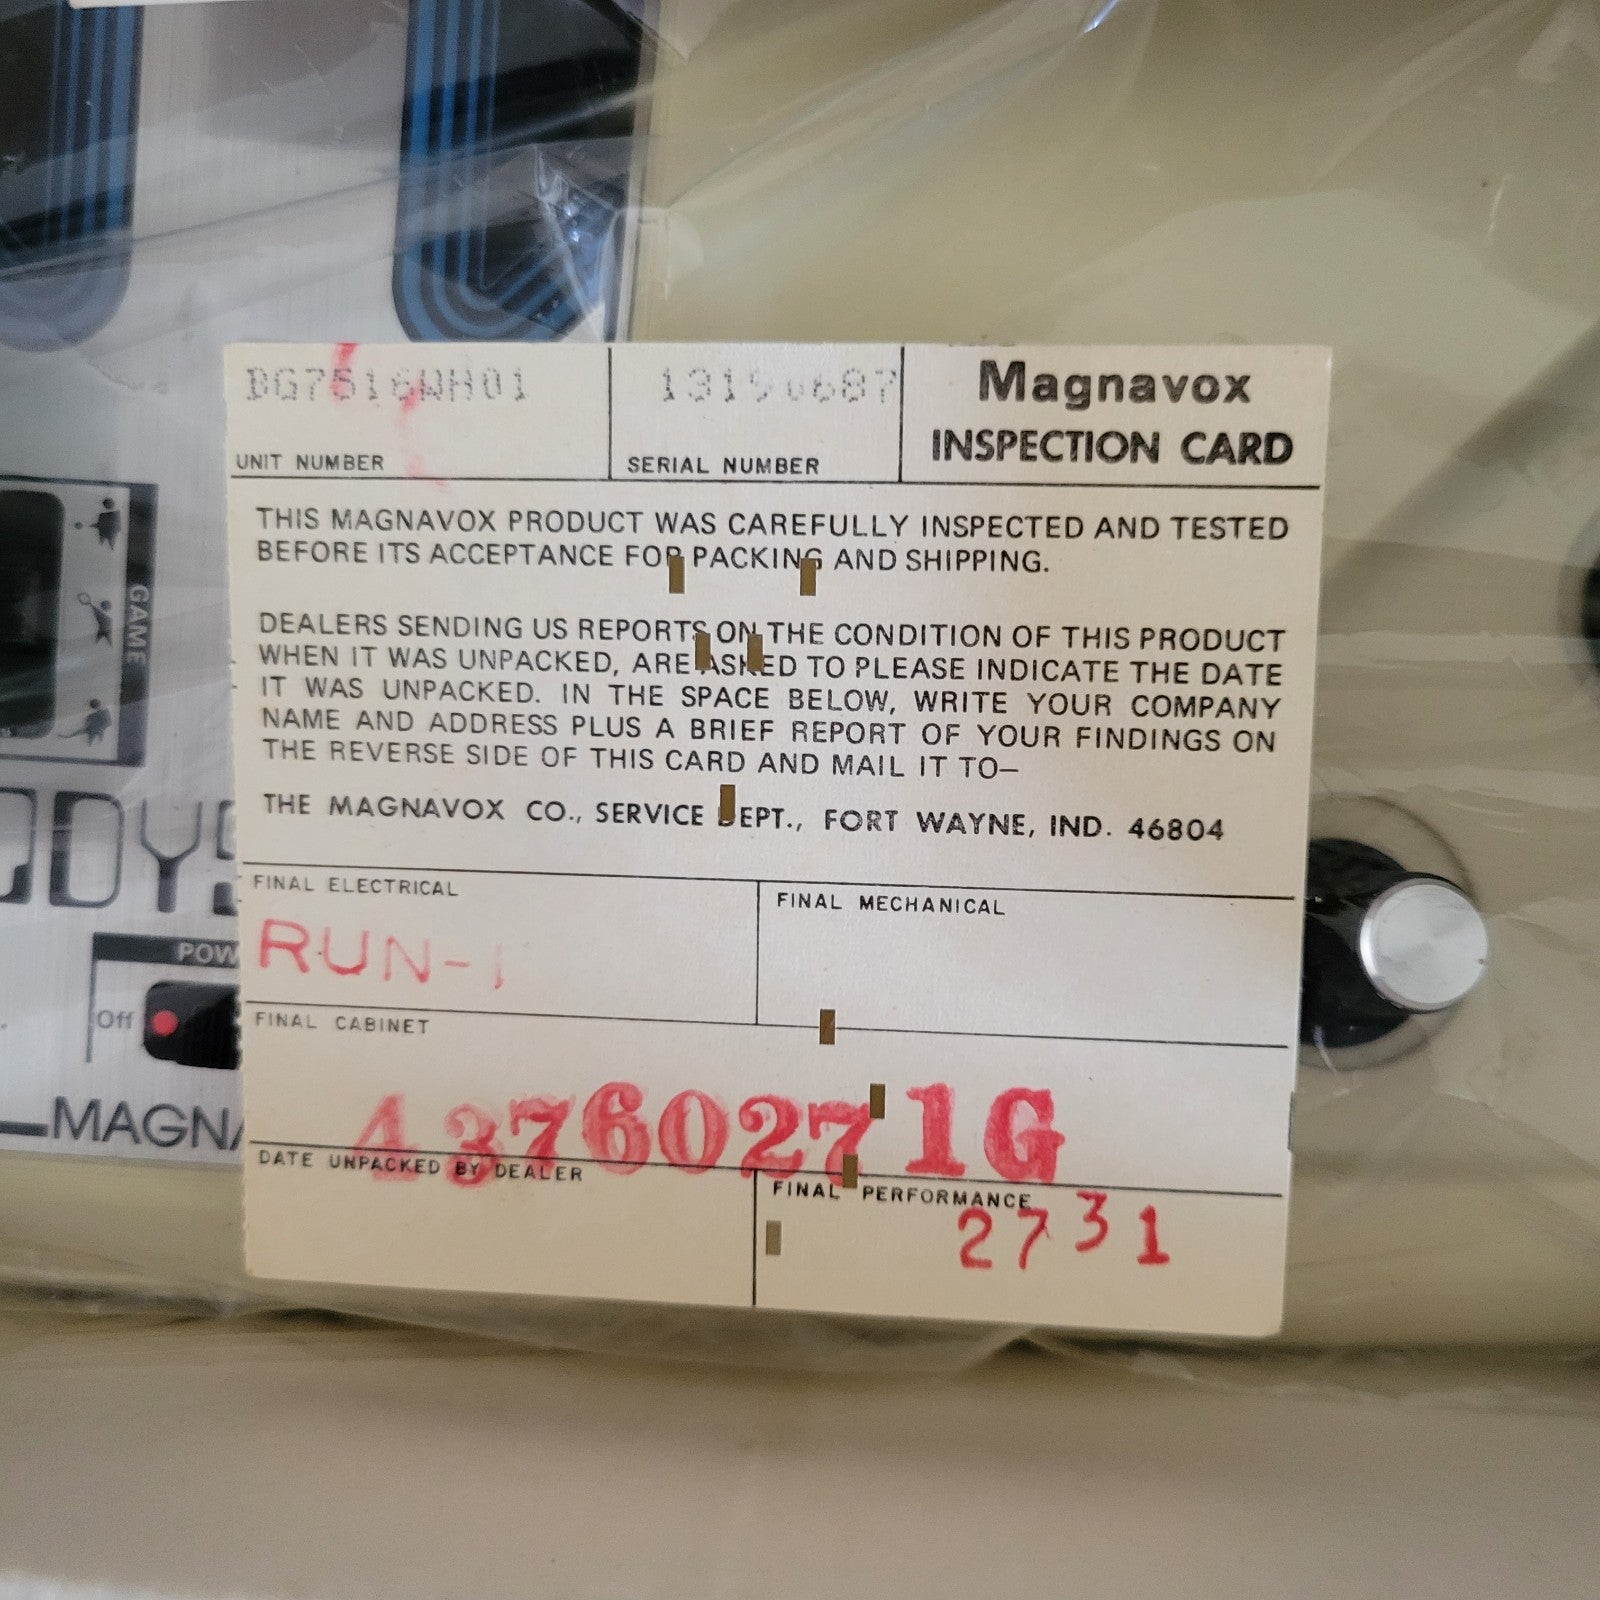 BG7516WH01
UNIT NUMBER
13190687
SERIAL NUMBER
Magnavox
INSPECTION CARD
THIS MAGNAVOX PRODUCT WAS CAREFULLY INSPECTED AND TESTED
BEFORE ITS ACCEPTANCE FOR PACKING AND SHIPPING.
DEALERS SENDING US REPORTS ON THE CONDITION OF THIS PRODUCT
WHEN IT WAS UNPACKED, ARE ASKED TO PLEASE INDICATE THE DATE
IT WAS UNPACKED. IN THE SPACE BELOW, WRITE YOUR COMPANY
NAME AND ADDRESS PLUS A BRIEF REPORT OF YOUR FINDINGS ON
THE REVERSE SIDE OF THIS CARD AND MAIL IT TO—
THE MAGNAVOX CO., SERVICE DEPT., FORT WAYNE, IND. 46804
FINAL ELECTRICAL
RUN-1
FINAL MECHANICAL
FINAL CABINET
43760271G
DATE UNPACKED BY DEALER
FINAL PERFORMANCE
2731
GAME
ODYS
POW
Off
MAGNA